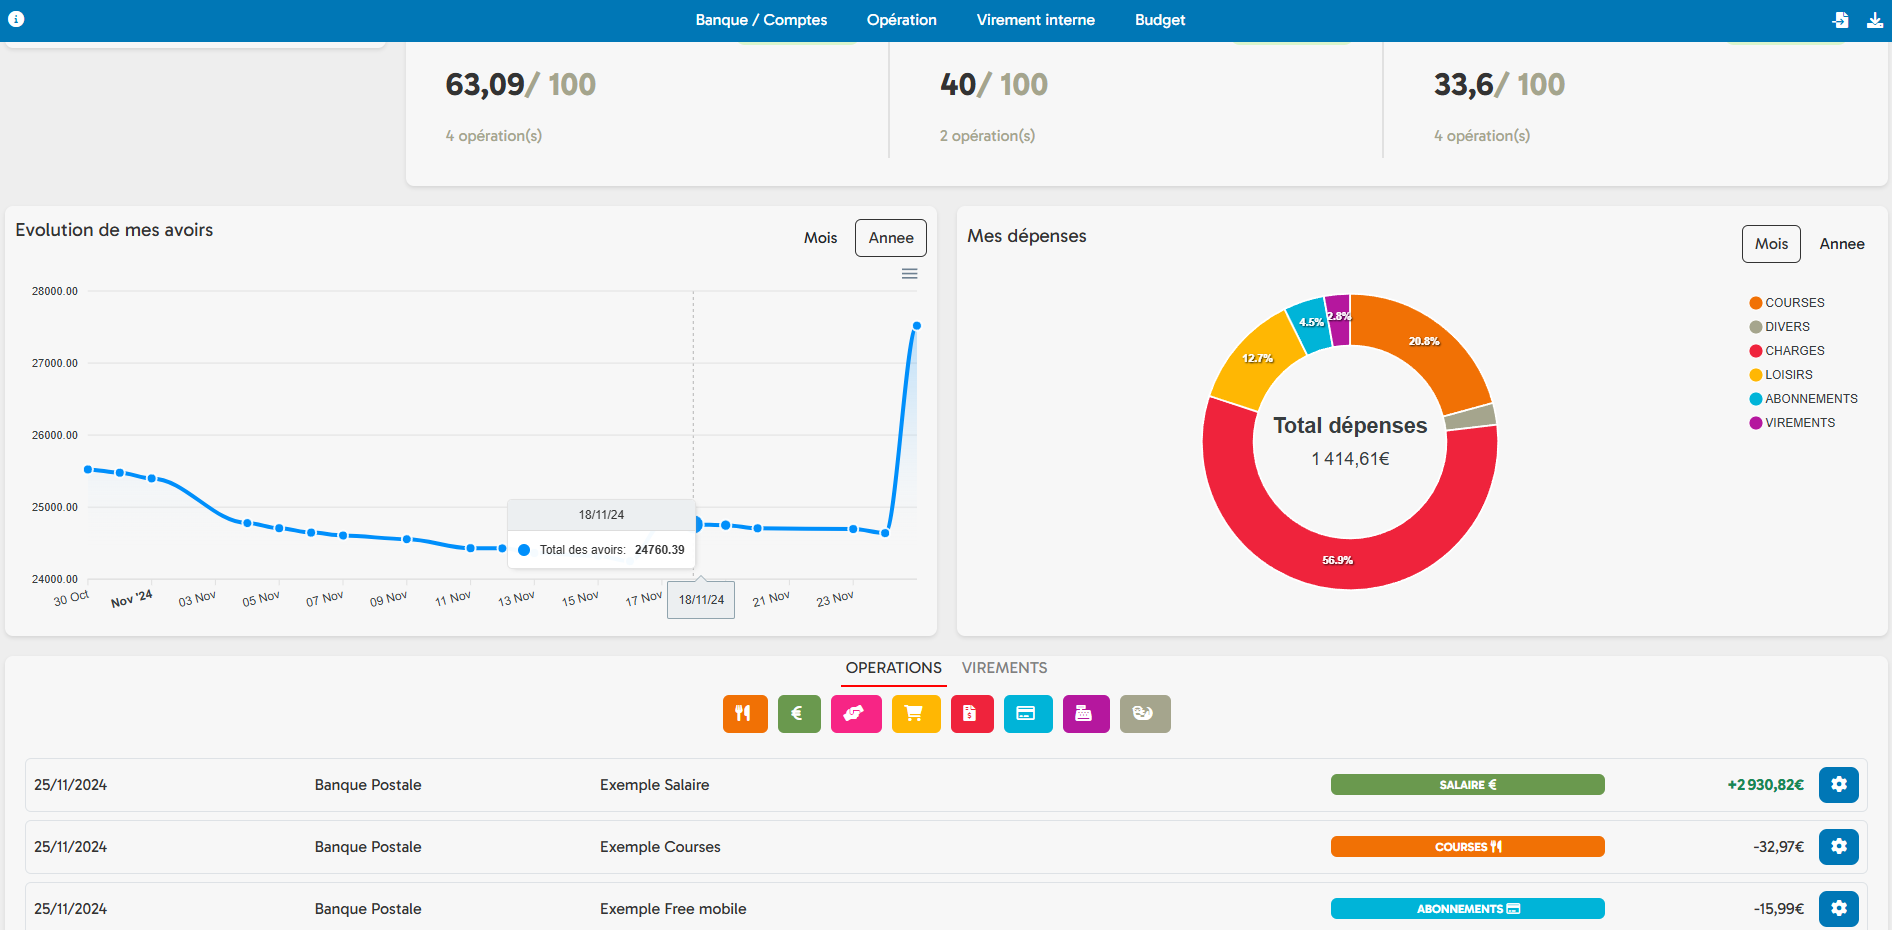 Banque / Comptes Opération Virement interne Budget
63,09/ 100 40/ 100 33,6/ 100
4 opération(s) 2 opération(s) 4 opération(s)
Evolution de mes avoirs
Mois Annee
28000.00
27000.00
26000.00
25000.00
24000.00
18/11/24
Total des avoirs: 24760.39
30 Oct Nov '24 03 Nov 05 Nov 07 Nov 09 Nov 11 Nov 13 Nov 15 Nov 17 Nov 18/11/24 21 Nov 23 Nov
Mes dépenses
Mois Annee
COURSES
DIVERS
CHARGES
LOISIRS
ABONNEMENTS
VIREMENTS
4.5% 2.8%
20.8%
12.7%
Total dépenses
1 414,61€
56.9%
OPERATIONS VIREMENTS
25/11/2024 Banque Postale Exemple Salaire SALAIRE € +2 930,82€
25/11/2024 Banque Postale Exemple Courses COURSES -32,97€
25/11/2024 Banque Postale Exemple Free mobile ABONNEMENTS -15,99€